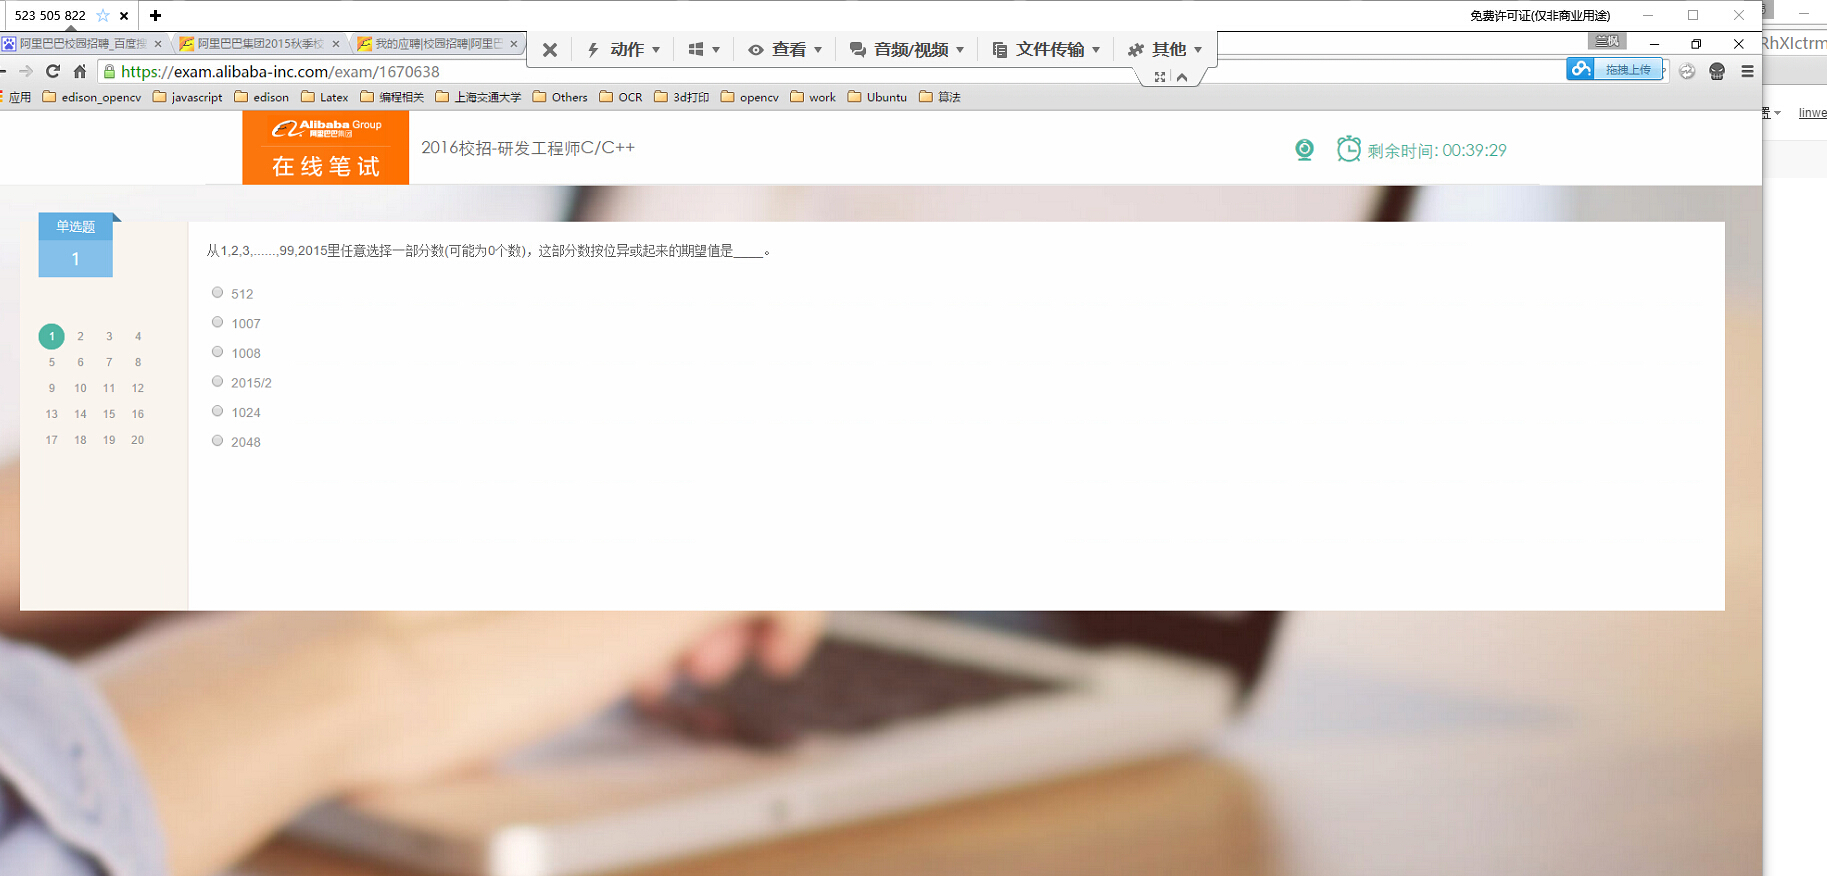 523 505 822
免费许可证(仅非商业用途)
阿里巴巴校园招聘_百度搜
阿里巴巴集团2015秋季校
我的应聘|校园招聘|阿里巴
动作
查看
音频/视频
文件传输
其他
兰枫
RhXIctrm
https://exam.alibaba-inc.com/exam/1670638
拖拽上传
应用
edison_opencv
javascript
edison
Latex
编程相关
上海交通大学
Others
OCR
3d打印
opencv
work
Ubuntu
算法
置
linwe
Alibaba Group
阿里巴巴集团
在线笔试
2016校招-研发工程师C/C++
剩余时间: 00:39:29
单选题
1
从1,2,3,......,99,2015里任意选择一部分数(可能为0个数)，这部分数按位异或起来的期望值是____。
512
1007
1008
2015/2
1024
2048
1 2 3 4
5 6 7 8
9 10 11 12
13 14 15 16
17 18 19 20